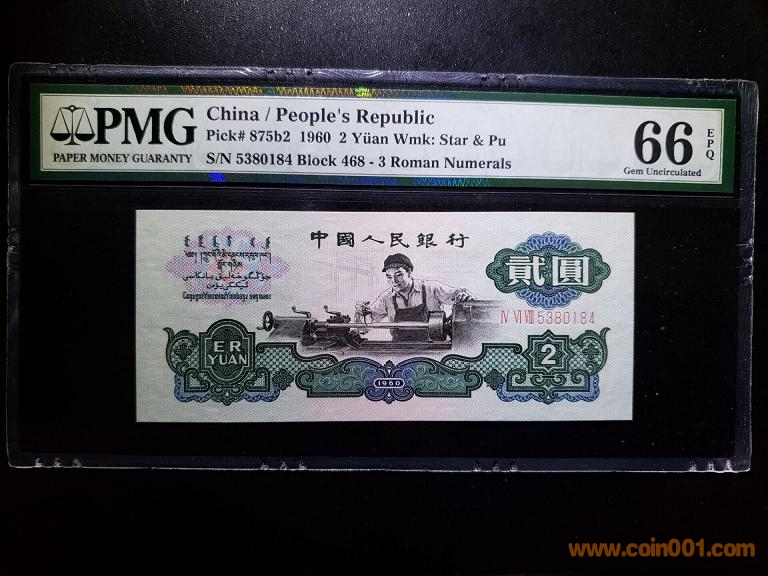 PMG
PAPER MONEY GUARANTY
China / People's Republic
Pick# 875b2 1960 2 Yüan Wmk: Star & Pu
S/N 5380184 Block 468 - 3 Roman Numerals
66
EPQ
Gem Uncirculated
中國人民銀行
貳圓
IV VI VIII 5380184
ER
YUAN
1960
2
www.coin001.com